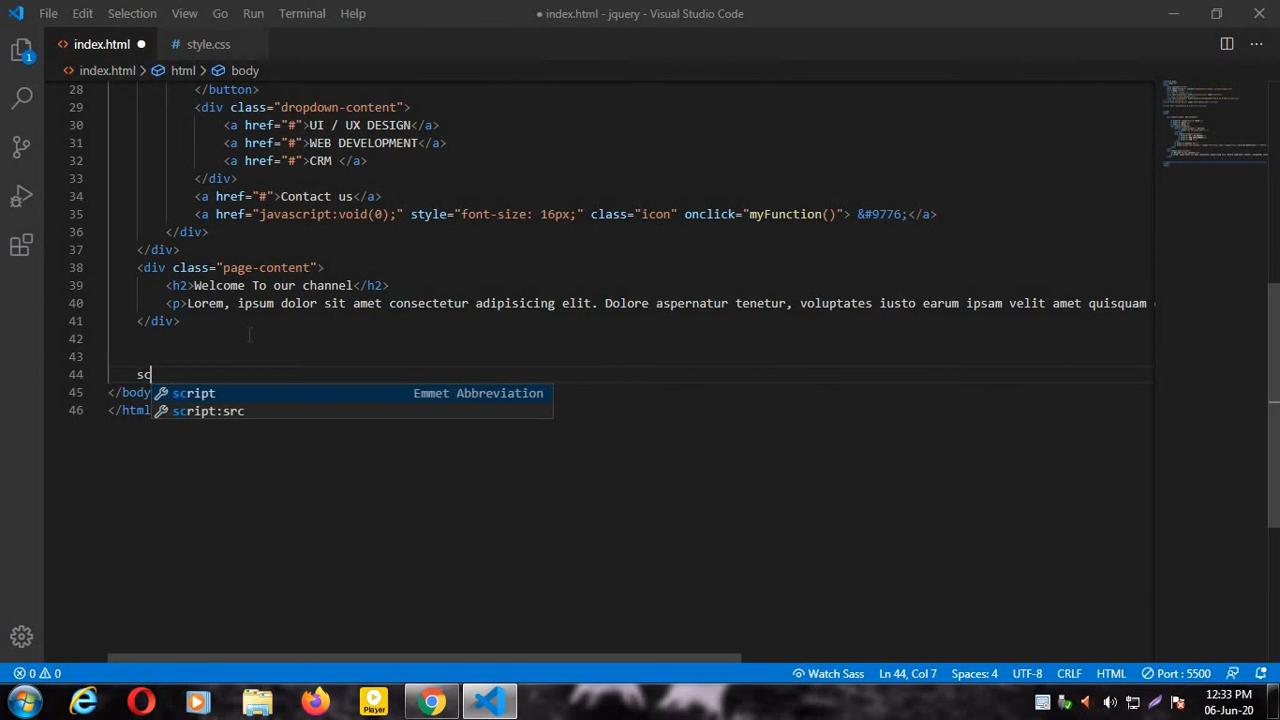 File Edit Selection View Go Run Terminal Help ● index.html - jquery - Visual Studio Code
index.html style.css
index.html > html > body
28 </button>
29 <div class="dropdown-content">
30 <a href="#">UI / UX DESIGN</a>
31 <a href="#">WEB DEVELOPMENT</a>
32 <a href="#">CRM </a>
33 </div>
34 <a href="#">Contact us</a>
35 <a href="javascript:void(0);" style="font-size: 16px;" class="icon" onclick="myFunction()"> &#9776;</a>
36 </div>
37 </div>
38 <div class="page-content">
39 <h2>Welcome To our channel</h2>
40 <p>Lorem, ipsum dolor sit amet consectetur adipisicing elit. Dolore aspernatur tenetur, voluptates iusto earum ipsam velit amet quisquam
41 </div>
42
43
44 sc
script Emmet Abbreviation
script:src
45 </body
46 </html
1
0 0 Watch Sass Ln 44, Col 7 Spaces: 4 UTF-8 CRLF HTML Port : 5500
Player
12:33 PM
06-Jun-20